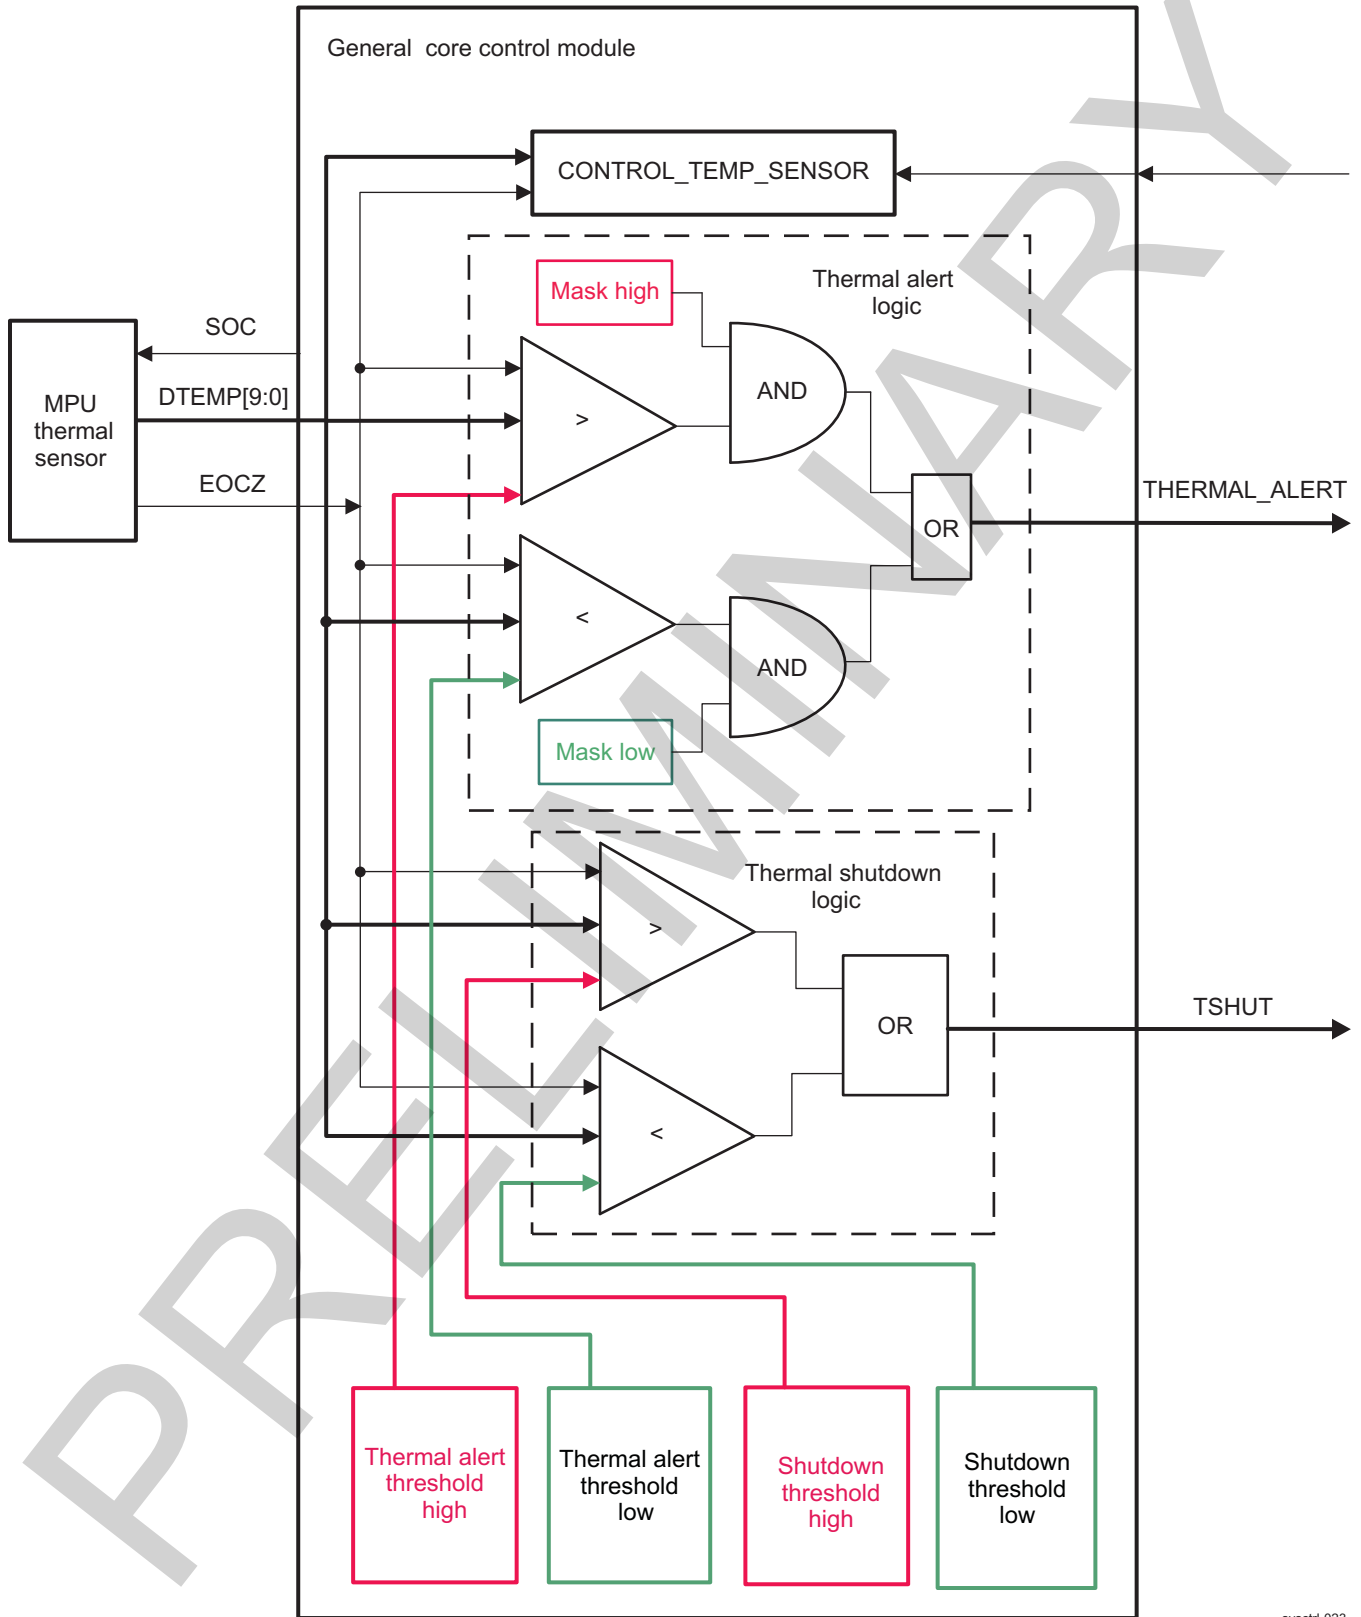 General core control module
CONTROL_TEMP_SENSOR
Mask high
Thermal alert
logic
SOC
AND
DTEMP[9:0]
MPU
thermal
sensor
>
EOCZ
THERMAL_ALERT
OR
<
AND
Mask low
Thermal shutdown
logic
>
TSHUT
OR
<
Thermal alert
threshold
high
Thermal alert
threshold
low
Shutdown
threshold
high
Shutdown
threshold
low
PRELIMINARY